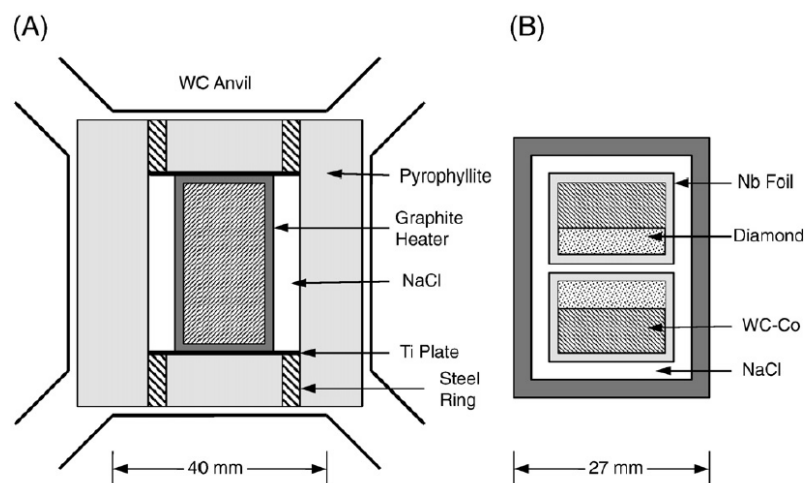 (A)
WC Anvil
Pyrophyllite
Graphite
Heater
NaCl
Ti Plate
Steel
Ring
40 mm
(B)
Nb Foil
Diamond
WC-Co
NaCl
27 mm